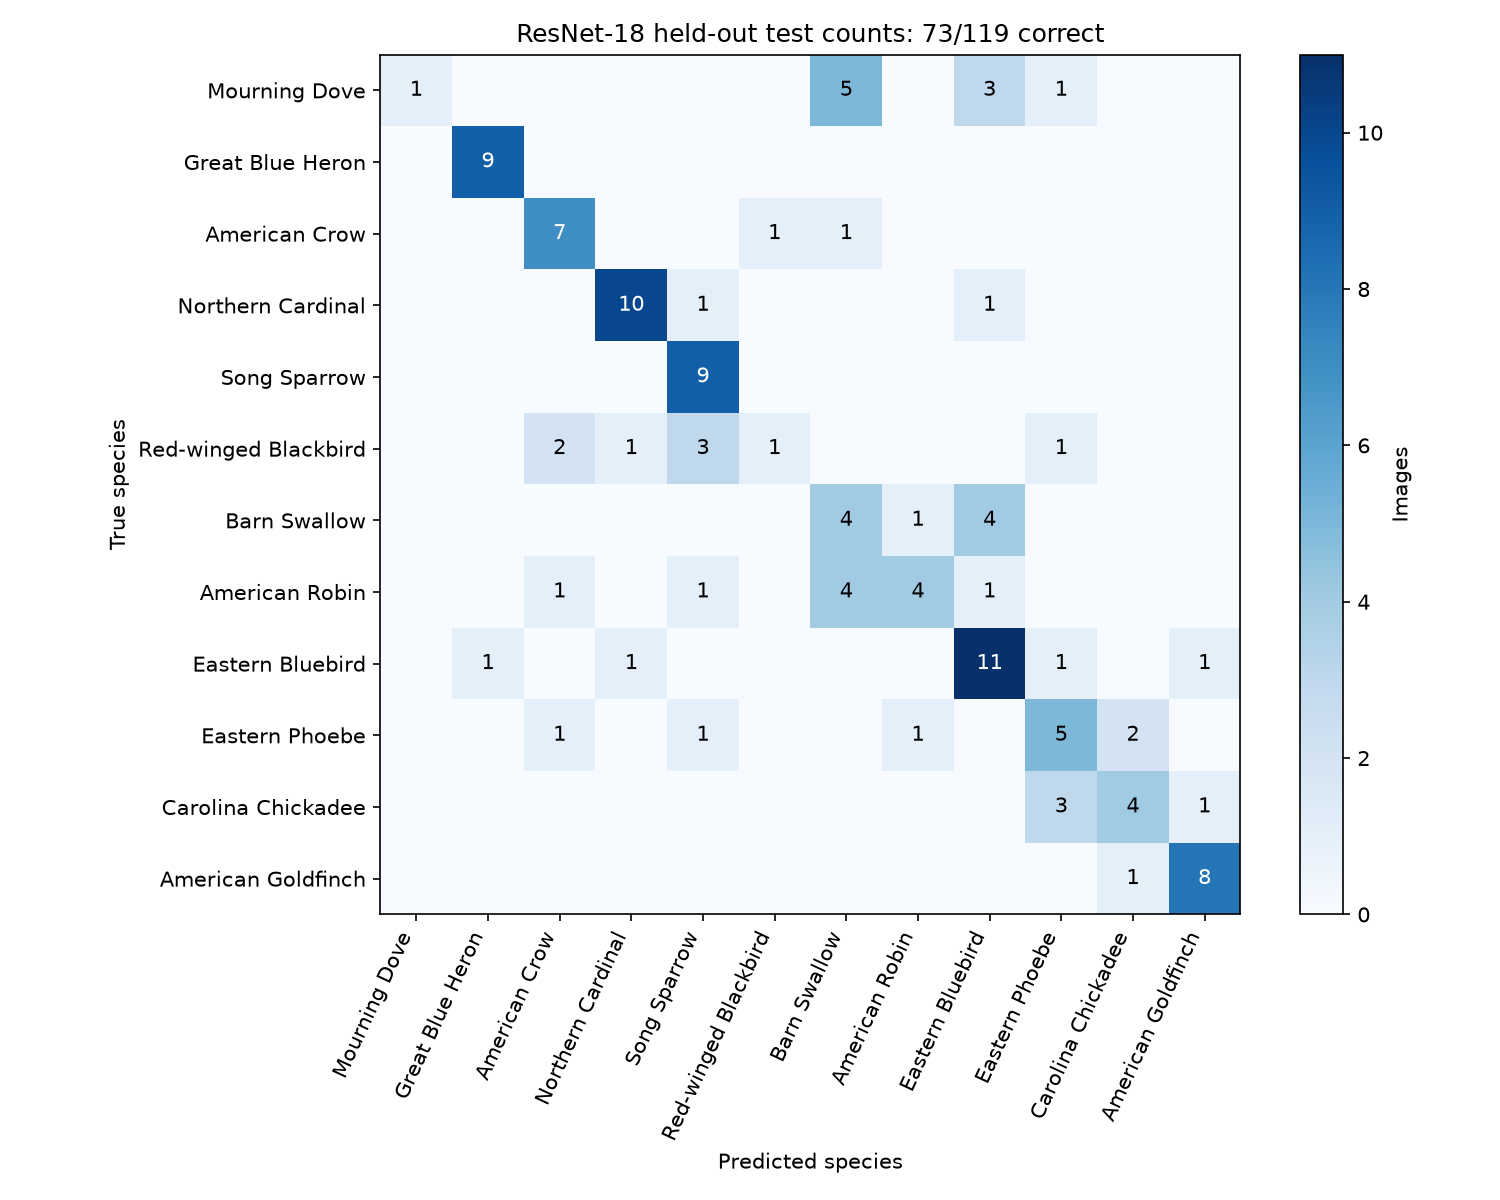 ResNet-18 held-out test counts: 73/119 correct
Mourning Dove 1 5 3 1
Great Blue Heron 9
American Crow 7 1 1
Northern Cardinal 10 1 1
Song Sparrow 9
Red-winged Blackbird 2 1 3 1 1
Barn Swallow 4 1 4
American Robin 1 1 4 4 1
Eastern Bluebird 1 1 11 1 1
Eastern Phoebe 1 1 1 5 2
Carolina Chickadee 3 4 1
American Goldfinch 1 8
True species
Mourning Dove
Great Blue Heron
American Crow
Northern Cardinal
Song Sparrow
Red-winged Blackbird
Barn Swallow
American Robin
Eastern Bluebird
Eastern Phoebe
Carolina Chickadee
American Goldfinch
Predicted species
10
8
6
4
2
0
Images